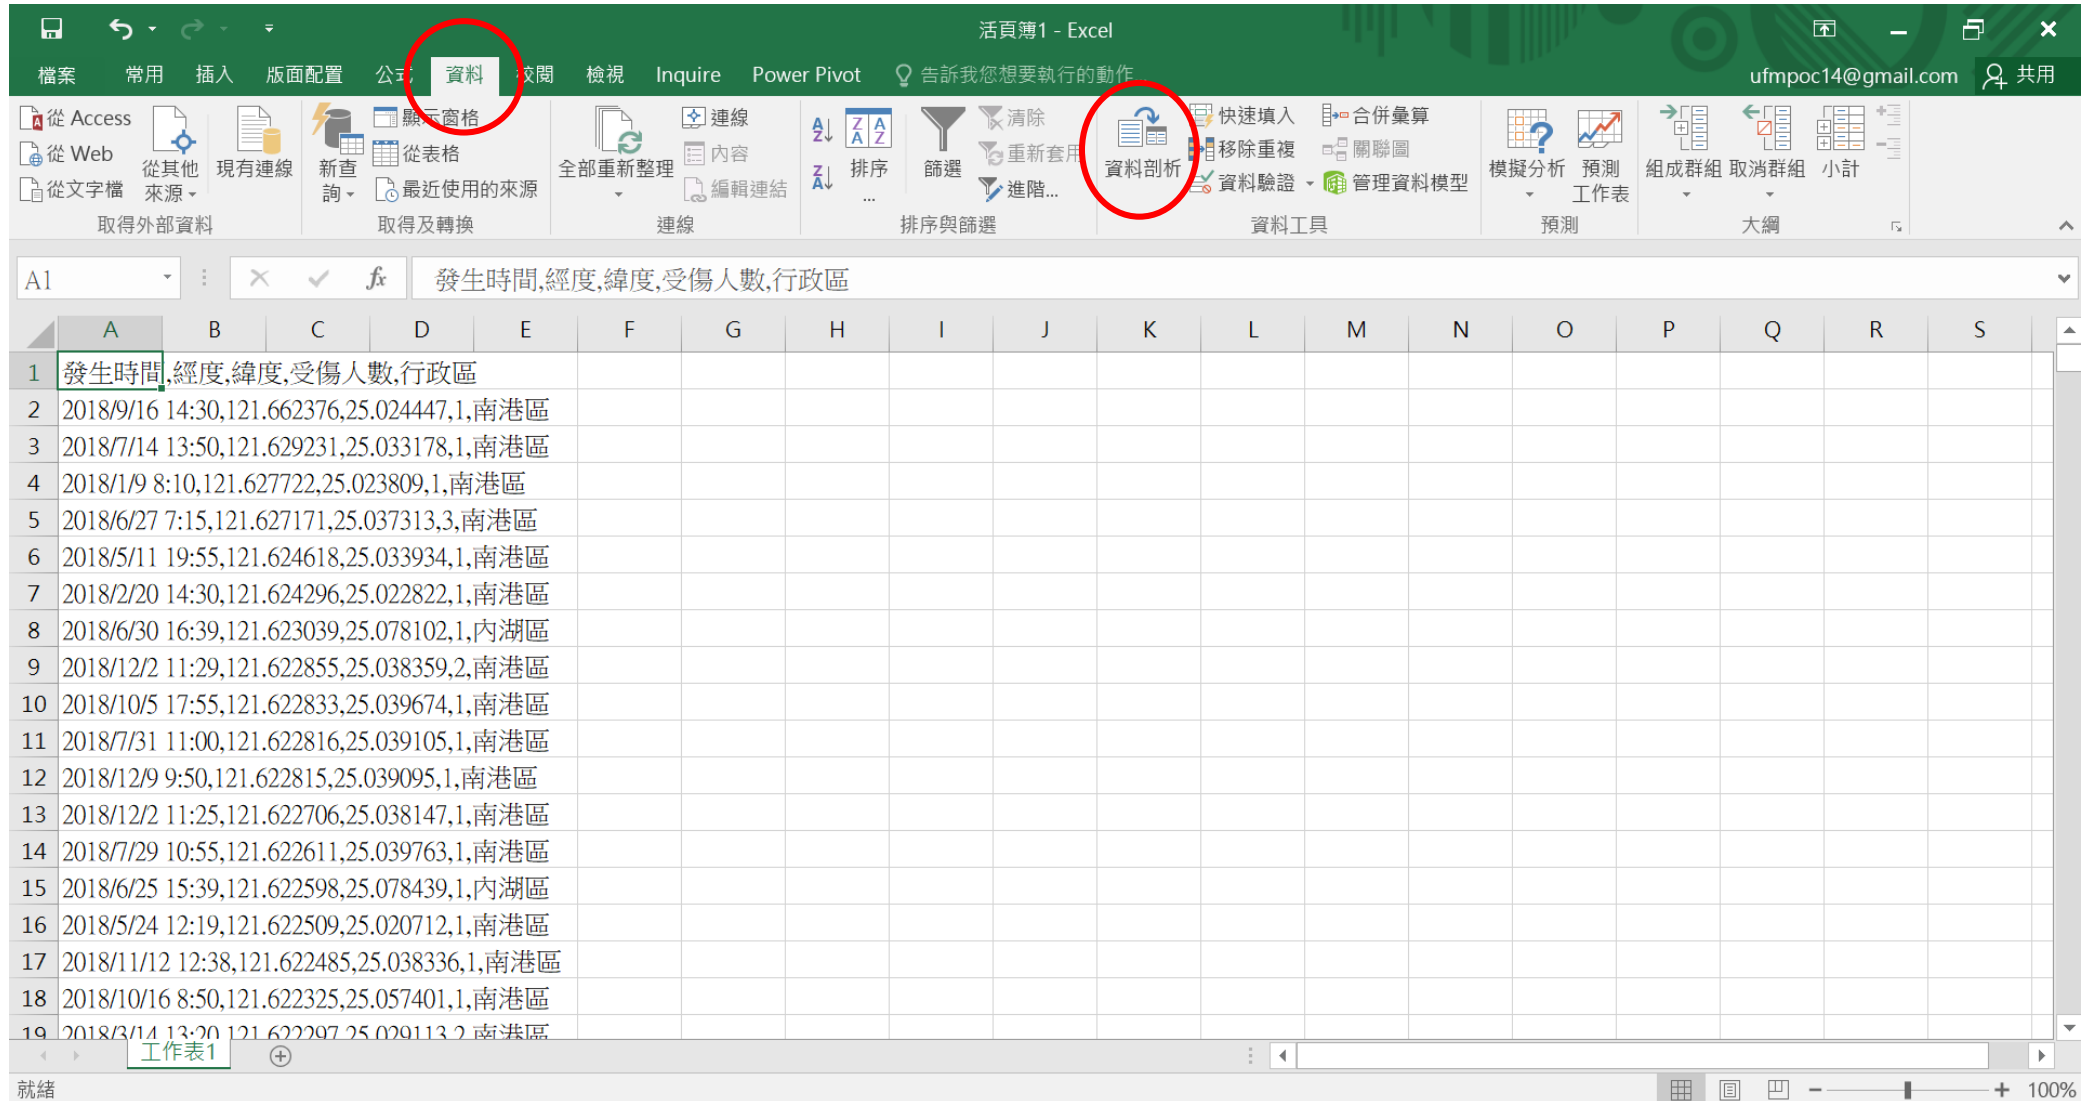 活頁簿1 - Excel
檔案 常用 插入 版面配置 公式 資料 校閱 檢視 Inquire Power Pivot 告訴我您想要執行的動作... ufmpoc14@gmail.com 共用
從 Access
從 Web
從文字檔
從其他來源
現有連線
取得外部資料
新查詢
顯示窗格
從表格
最近使用的來源
取得及轉換
全部重新整理
連線
內容
編輯連結
連線
排序
篩選
清除
重新套用
進階...
排序與篩選
資料剖析
快速填入
移除重複
資料驗證
合併彙算
關聯圖
管理資料模型
資料工具
模擬分析
預測工作表
預測
組成群組
取消群組
小計
大綱
A1 fx 發生時間,經度,緯度,受傷人數,行政區
A B C D E F G H I J K L M N O P Q R S
1 發生時間,經度,緯度,受傷人數,行政區
2 2018/9/16 14:30,121.662376,25.024447,1,南港區
3 2018/7/14 13:50,121.629231,25.033178,1,南港區
4 2018/1/9 8:10,121.627722,25.023809,1,南港區
5 2018/6/27 7:15,121.627171,25.037313,3,南港區
6 2018/5/11 19:55,121.624618,25.033934,1,南港區
7 2018/2/20 14:30,121.624296,25.022822,1,南港區
8 2018/6/30 16:39,121.623039,25.078102,1,內湖區
9 2018/12/2 11:29,121.622855,25.038359,2,南港區
10 2018/10/5 17:55,121.622833,25.039674,1,南港區
11 2018/7/31 11:00,121.622816,25.039105,1,南港區
12 2018/12/9 9:50,121.622815,25.039095,1,南港區
13 2018/12/2 11:25,121.622706,25.038147,1,南港區
14 2018/7/29 10:55,121.622611,25.039763,1,南港區
15 2018/6/25 15:39,121.622598,25.078439,1,內湖區
16 2018/5/24 12:19,121.622509,25.020712,1,南港區
17 2018/11/12 12:38,121.622485,25.038336,1,南港區
18 2018/10/16 8:50,121.622325,25.057401,1,南港區
19 2018/3/14 13:20,121.622297,25.029113,2,南港區
工作表1
就緒 100%